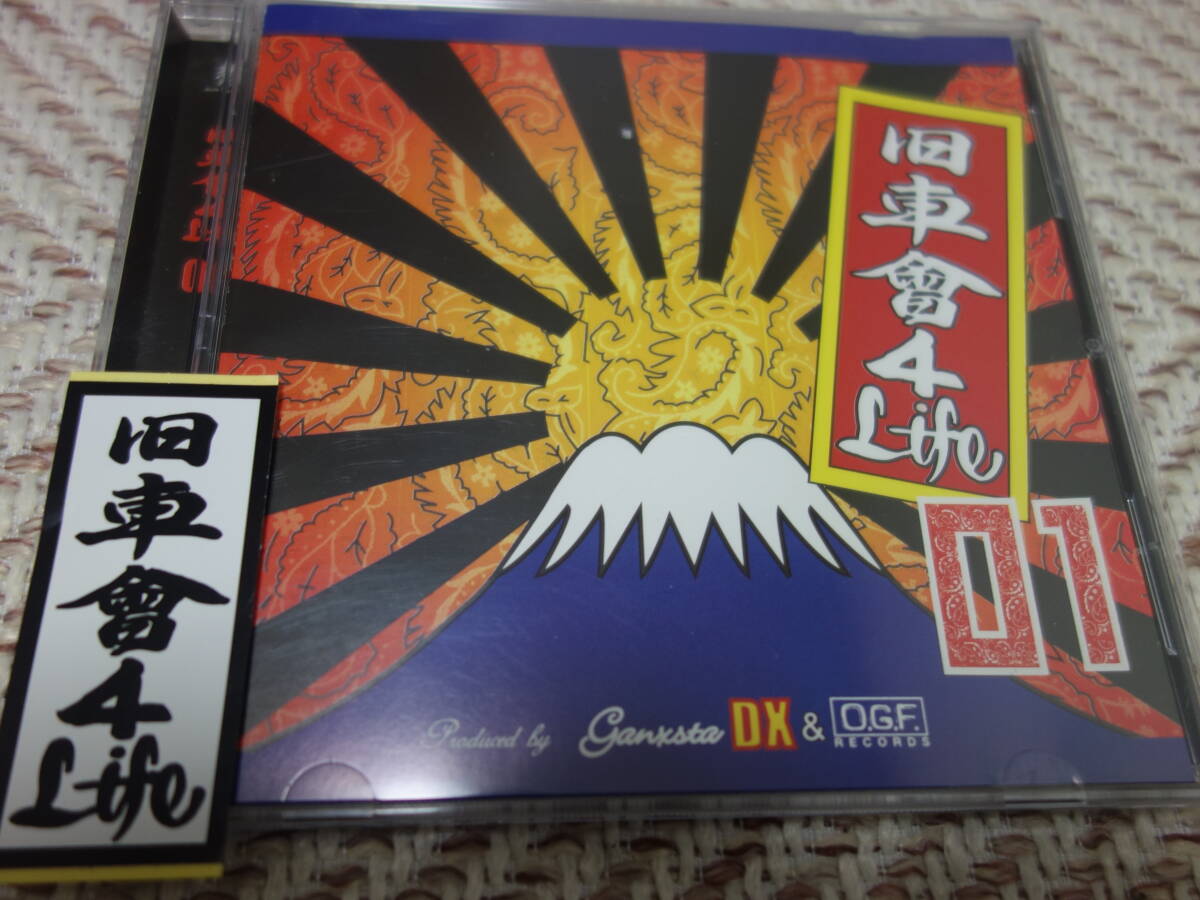 旧車會4Life
01
Produced by Ganxsta DX & O.G.F. RECORDS
旧車會4Life